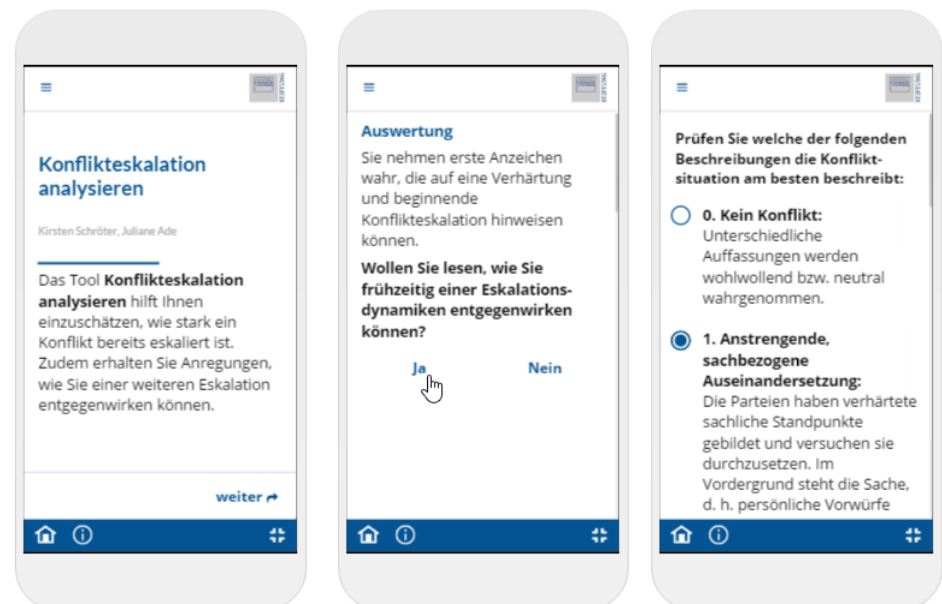 Konflikteskalation
analysieren
Kirsten Schröter, Juliane Ade
Das Tool Konflikteskalation
analysieren hilft Ihnen
einzuschätzen, wie stark ein
Konflikt bereits eskaliert ist.
Zudem erhalten Sie Anregungen,
wie Sie einer weiteren Eskalation
entgegenwirken können.
weiter
Auswertung
Sie nehmen erste Anzeichen
wahr, die auf eine Verhärtung
und beginnende
Konflikteskalation hinweisen
können.
Wollen Sie lesen, wie Sie
frühzeitig einer Eskalations-
dynamiken entgegenwirken
können?
Ja Nein
Prüfen Sie welche der folgenden
Beschreibungen die Konflikt-
situation am besten beschreibt:
0. Kein Konflikt:
Unterschiedliche
Auffassungen werden
wohlwollend bzw. neutral
wahrgenommen.
1. Anstrengende,
sachbezogene
Auseinandersetzung:
Die Parteien haben verhärtete
sachliche Standpunkte
gebildet und versuchen sie
durchzusetzen. Im
Vordergrund steht die Sache,
d. h. persönliche Vorwürfe